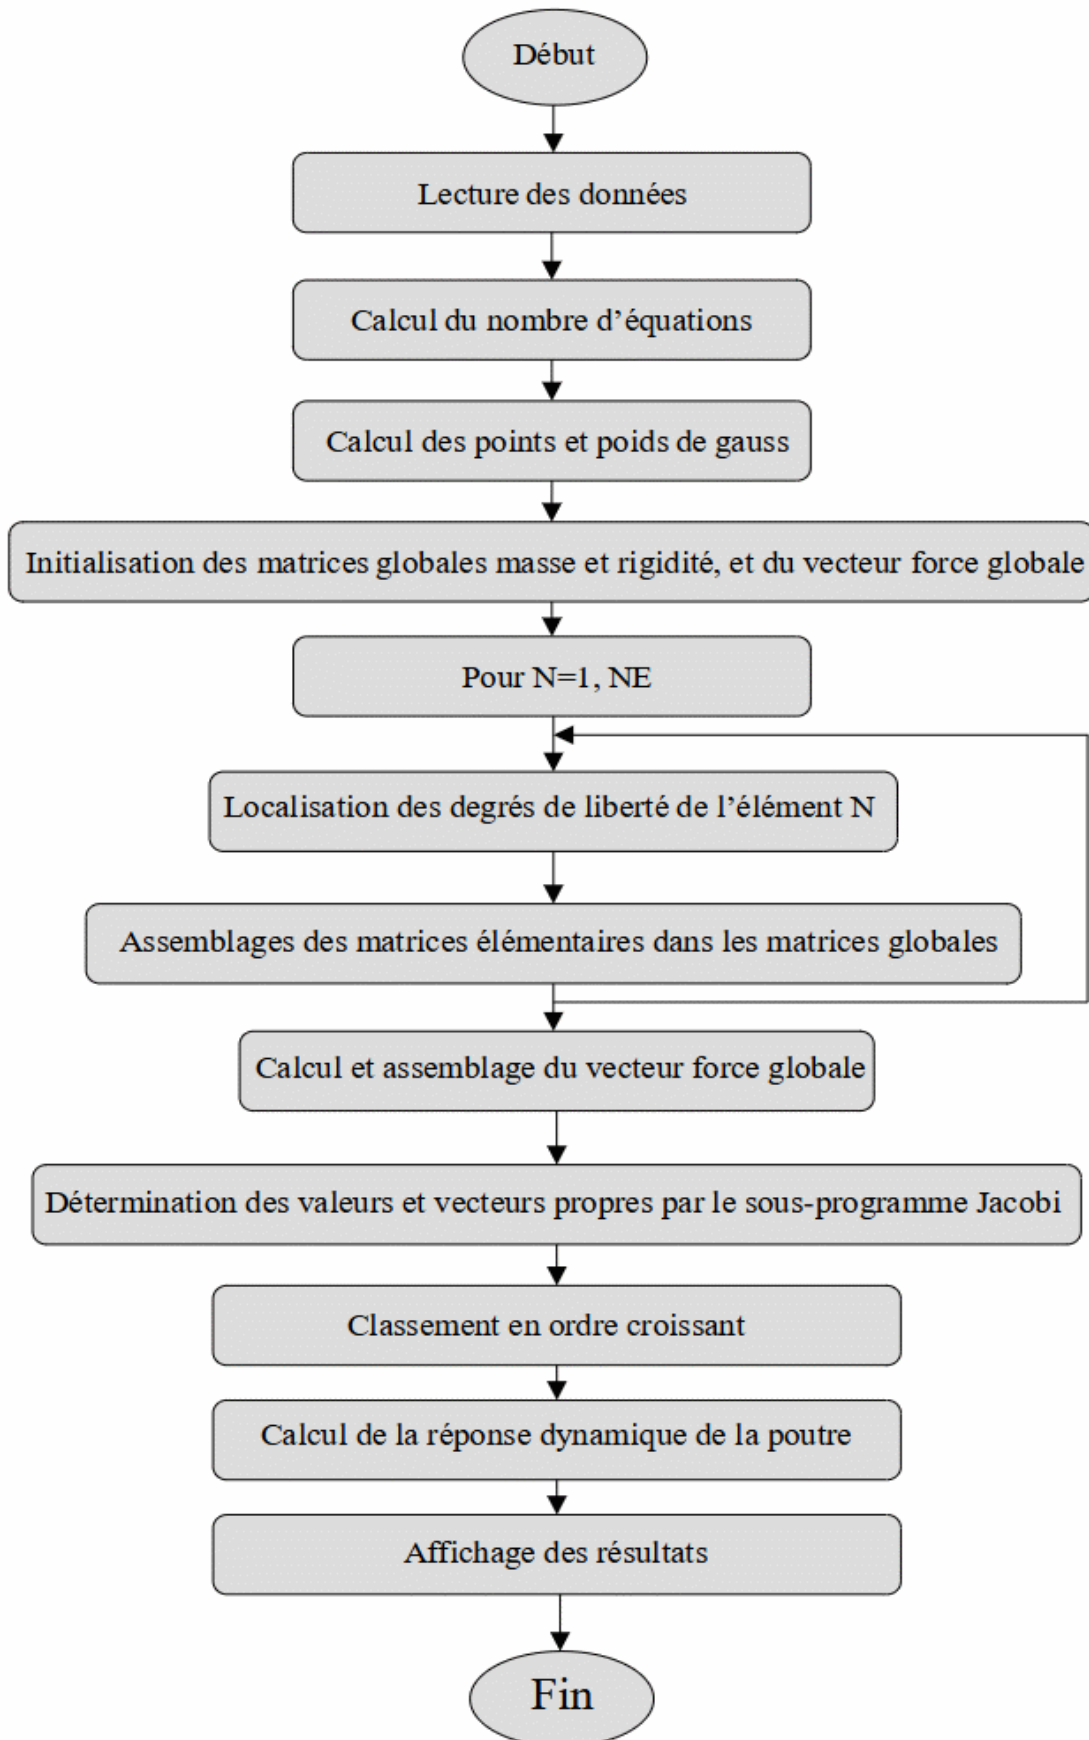 Début
Lecture des données
Calcul du nombre d’équations
Calcul des points et poids de gauss
Initialisation des matrices globales masse et rigidité, et du vecteur force globale
Pour N=1, NE
Localisation des degrés de liberté de l’élément N
Assemblages des matrices élémentaires dans les matrices globales
Calcul et assemblage du vecteur force globale
Détermination des valeurs et vecteurs propres par le sous-programme Jacobi
Classement en ordre croissant
Calcul de la réponse dynamique de la poutre
Affichage des résultats
Fin